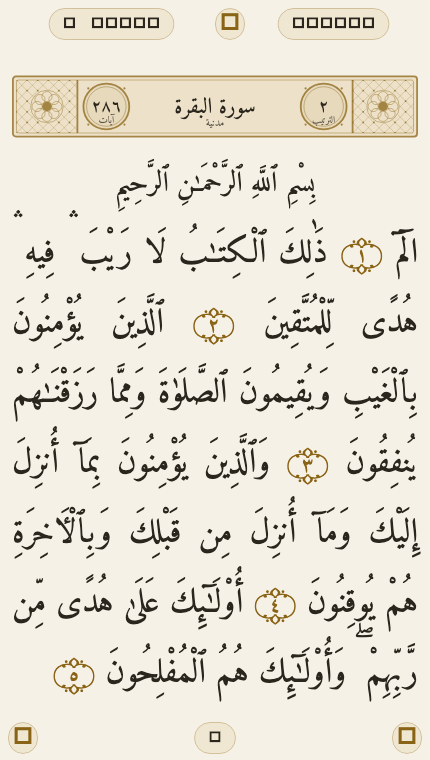 سورة البقرة
مدنية
٢
الترتيب
٢٨٦
آيات
بِسْمِ ٱللَّهِ ٱلرَّحْمَـٰنِ ٱلرَّحِيمِ
الٓمٓ ١ ذَٰلِكَ ٱلْكِتَـٰبُ لَا رَيْبَ ۛ فِيهِ ۛ
هُدًى لِّلْمُتَّقِينَ ٢ ٱلَّذِينَ يُؤْمِنُونَ
بِٱلْغَيْبِ وَيُقِيمُونَ ٱلصَّلَوٰةَ وَمِمَّا رَزَقْنَـٰهُمْ
يُنفِقُونَ ٣ وَٱلَّذِينَ يُؤْمِنُونَ بِمَآ أُنزِلَ
إِلَيْكَ وَمَآ أُنزِلَ مِن قَبْلِكَ وَبِٱلْـَٔاخِرَةِ
هُمْ يُوقِنُونَ ٤ أُو۟لَـٰٓئِكَ عَلَىٰ هُدًى مِّن
رَّبِّهِمْ ۖ وَأُو۟لَـٰٓئِكَ هُمُ ٱلْمُفْلِحُونَ ٥